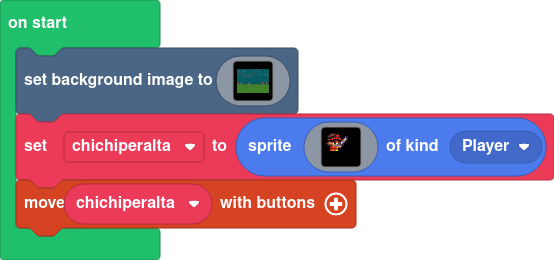 on start
set background image to
set chichiperalta to sprite of kind Player
move chichiperalta with buttons